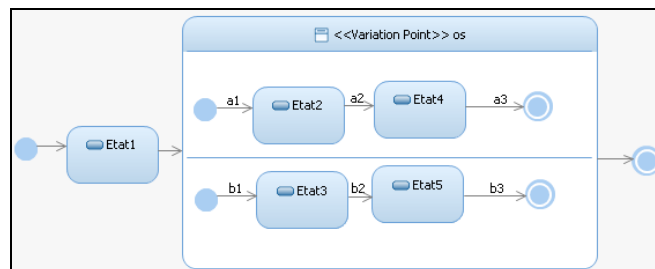 <<Variation Point>> os
a1
Etat2
a2
Etat4
a3
Etat1
b1
Etat3
b2
Etat5
b3